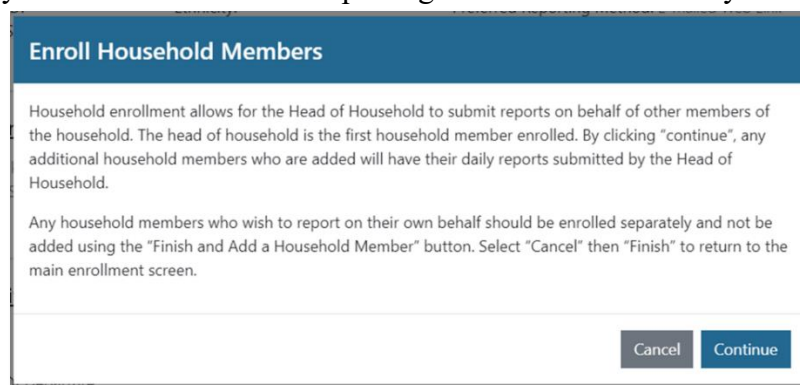 Enroll Household Members
Household enrollment allows for the Head of Household to submit reports on behalf of other members of
the household. The head of household is the first household member enrolled. By clicking "continue", any
additional household members who are added will have their daily reports submitted by the Head of
Household.
Any household members who wish to report on their own behalf should be enrolled separately and not be
added using the "Finish and Add a Household Member" button. Select "Cancel" then "Finish" to return to the
main enrollment screen.
Cancel Continue